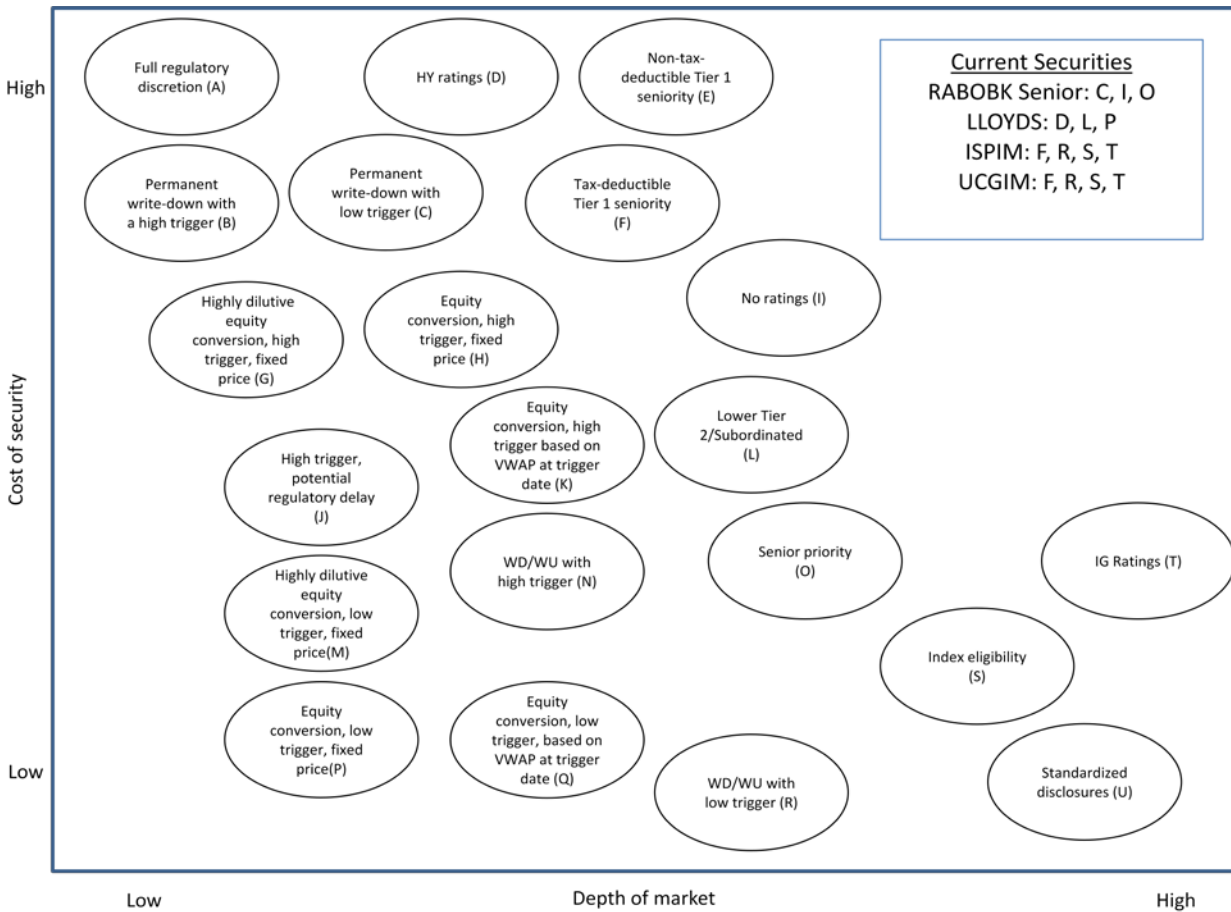 High
Full regulatory
discretion (A)
HY ratings (D)
Non-tax-
deductible Tier 1
seniority (E)
Current Securities
RABOBK Senior: C, I, O
LLOYDS: D, L, P
ISPIM: F, R, S, T
UCGIM: F, R, S, T
Permanent
write-down with
a high trigger (B)
Permanent
write-down with
low trigger (C)
Tax-deductible
Tier 1 seniority
(F)
No ratings (I)
Highly dilutive
equity
conversion, high
trigger, fixed
price (G)
Equity
conversion, high
trigger, fixed
price (H)
Cost of security
Equity
conversion, high
trigger based on
VWAP at trigger
date (K)
Lower Tier
2/Subordinated
(L)
High trigger,
potential
regulatory delay
(J)
WD/WU with
high trigger (N)
Senior priority
(O)
IG Ratings (T)
Highly dilutive
equity
conversion, low
trigger, fixed
price(M)
Index eligibility
(S)
Equity
conversion, low
trigger, fixed
price(P)
Equity
conversion, low
trigger, based on
VWAP at trigger
date (Q)
WD/WU with
low trigger (R)
Standardized
disclosures (U)
Low
Low
Depth of market
High